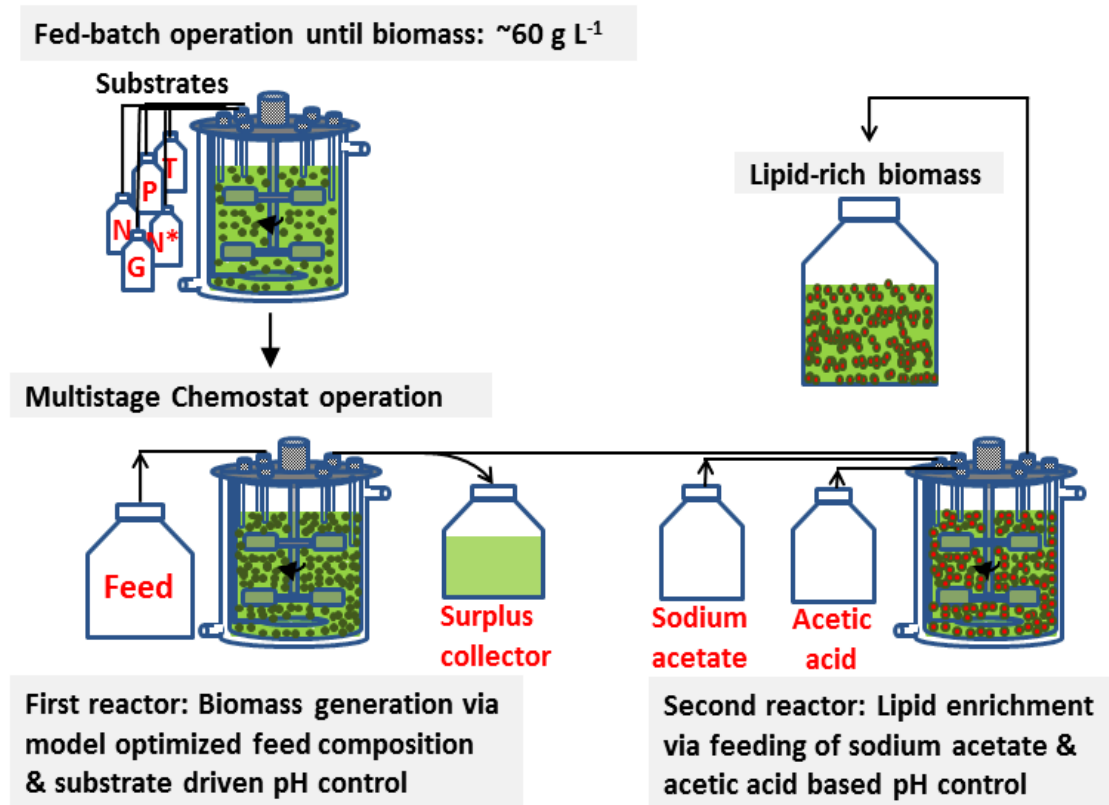 Fed-batch operation until biomass: ~60 g L⁻¹
Substrates
T
P
N
N*
G
Lipid-rich biomass
Multistage Chemostat operation
Feed
Surplus
collector
Sodium
acetate
Acetic
acid
First reactor: Biomass generation via
model optimized feed composition
& substrate driven pH control
Second reactor: Lipid enrichment
via feeding of sodium acetate &
acetic acid based pH control